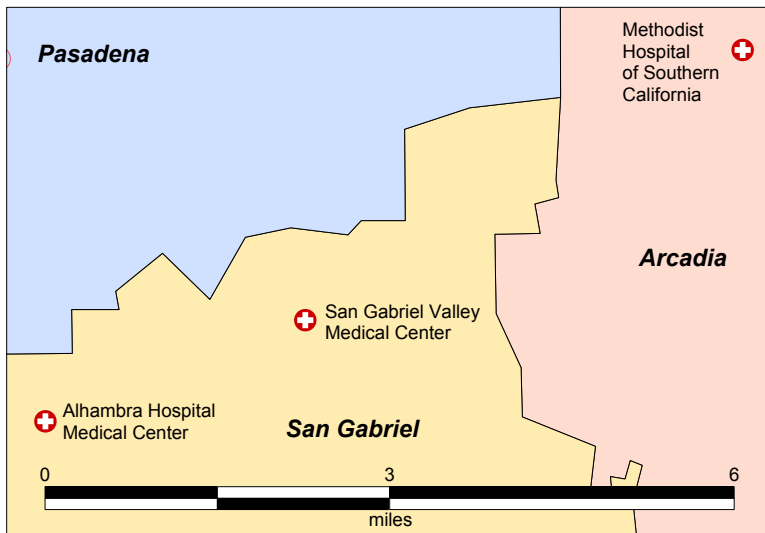 Pasadena
Methodist
Hospital
of Southern
California
Arcadia
San Gabriel Valley
Medical Center
Alhambra Hospital
Medical Center
San Gabriel
0 3 6
miles